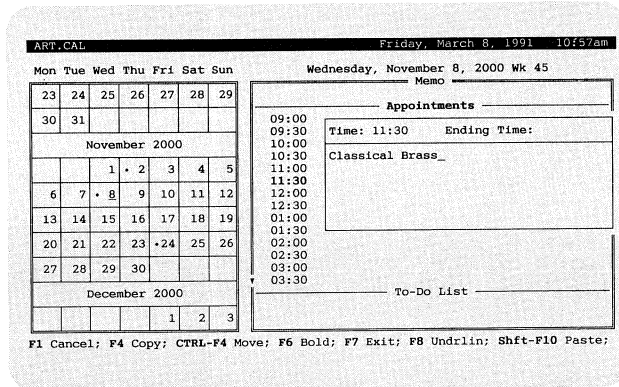 ART.CAL Friday, March 8, 1991 10:57am
Mon Tue Wed Thu Fri Sat Sun
23 24 25 26 27 28 29
30 31
November 2000
1 • 2 3 4 5
6 7 • 8 9 10 11 12
13 14 15 16 17 18 19
20 21 22 23 •24 25 26
27 28 29 30
December 2000
1 2 3
Wednesday, November 8, 2000 Wk 45
Memo
Appointments
09:00
09:30
10:00
10:30
11:00
11:30
12:00
12:30
01:00
01:30
02:00
02:30
03:00
03:30
Time: 11:30 Ending Time:
Classical Brass_
To-Do List
F1 Cancel; F4 Copy; CTRL-F4 Move; F6 Bold; F7 Exit; F8 Undrlin; Shft-F10 Paste;